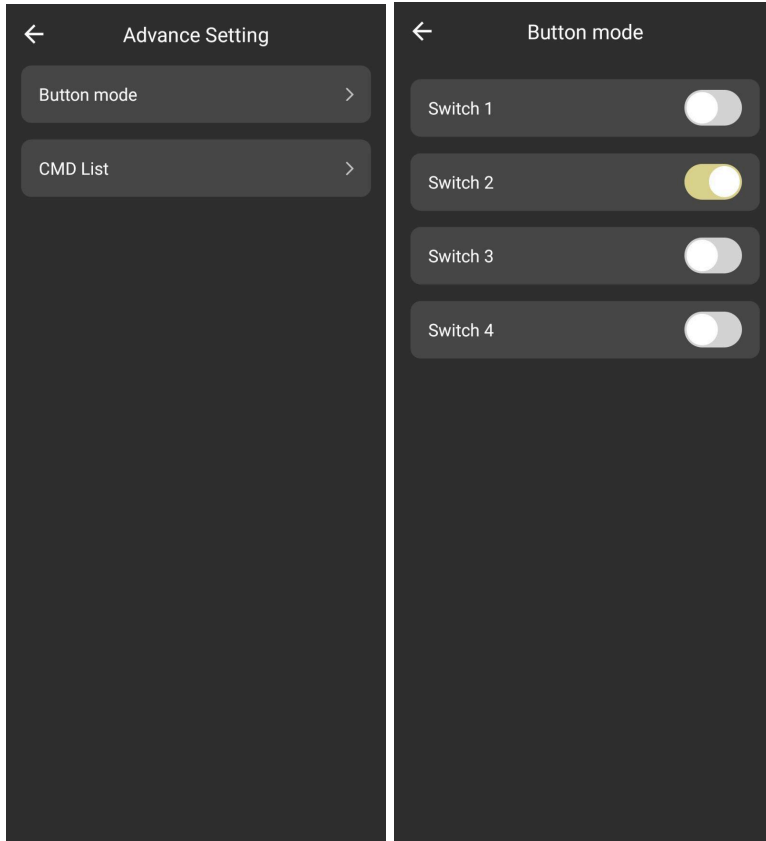 Advance Setting
Button mode
CMD List
Button mode
Switch 1
Switch 2
Switch 3
Switch 4